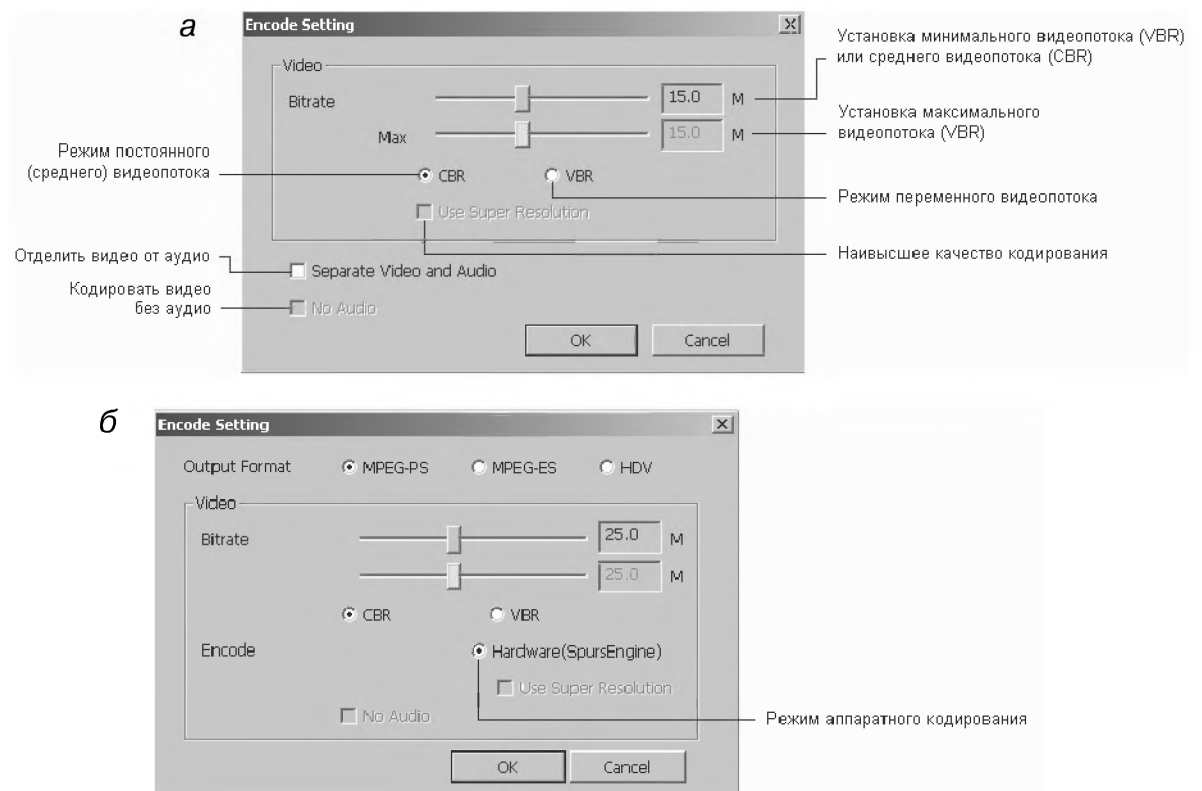 а
Encode Setting
Video
Bitrate
15.0 M
Max
15.0 M
CBR
VBR
Use Super Resolution
Separate Video and Audio
No Audio
OK
Cancel
Режим постоянного
(среднего) видеопотока
Отделить видео от аудио
Кодировать видео
без аудио
Установка минимального видеопотока (VBR)
или среднего видеопотока (CBR)
Установка максимального
видеопотока (VBR)
Режим переменного видеопотока
Наивысшее качество кодирования
б
Encode Setting
Output Format
MPEG-PS
MPEG-ES
HDV
Video
Bitrate
25.0 M
25.0 M
CBR
VBR
Encode
Hardware(SpursEngine)
Use Super Resolution
No Audio
OK
Cancel
Режим аппаратного кодирования